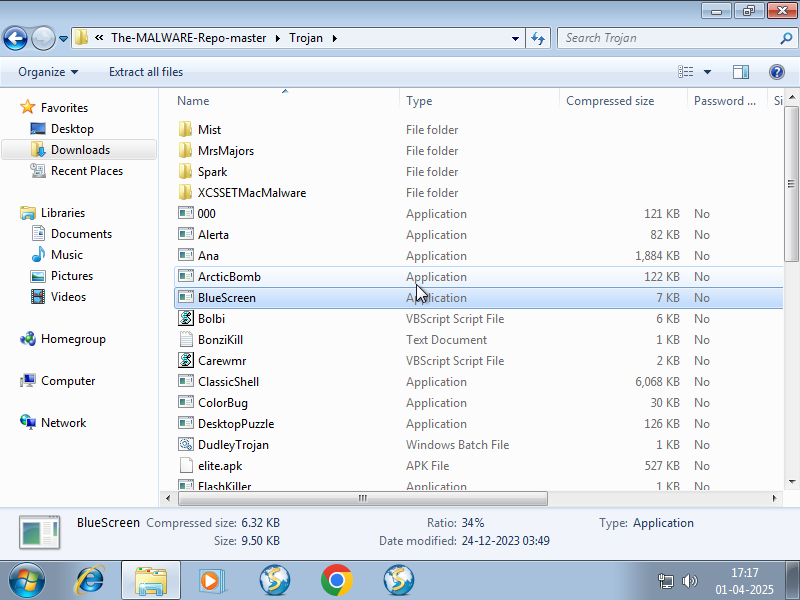 « The-MALWARE-Repo-master ▸ Trojan ▸ Search Trojan
Organize ▾ Extract all files
Name Type Compressed size Password ... Si
Favorites
Desktop
Downloads
Recent Places
Libraries
Documents
Music
Pictures
Videos
Homegroup
Computer
Network
Mist File folder
MrsMajors File folder
Spark File folder
XCSSETMacMalware File folder
000 Application 121 KB No
Alerta Application 82 KB No
Ana Application 1,884 KB No
ArcticBomb Application 122 KB No
BlueScreen Application 7 KB No
Bolbi VBScript Script File 6 KB No
BonziKill Text Document 1 KB No
Carewmr VBScript Script File 2 KB No
ClassicShell Application 6,068 KB No
ColorBug Application 30 KB No
DesktopPuzzle Application 126 KB No
DudleyTrojan Windows Batch File 1 KB No
elite.apk APK File 527 KB No
FlashKiller Application 1 KB No
BlueScreen Compressed size: 6.32 KB Ratio: 34% Type: Application
Size: 9.50 KB Date modified: 24-12-2023 03:49
17:17
01-04-2025